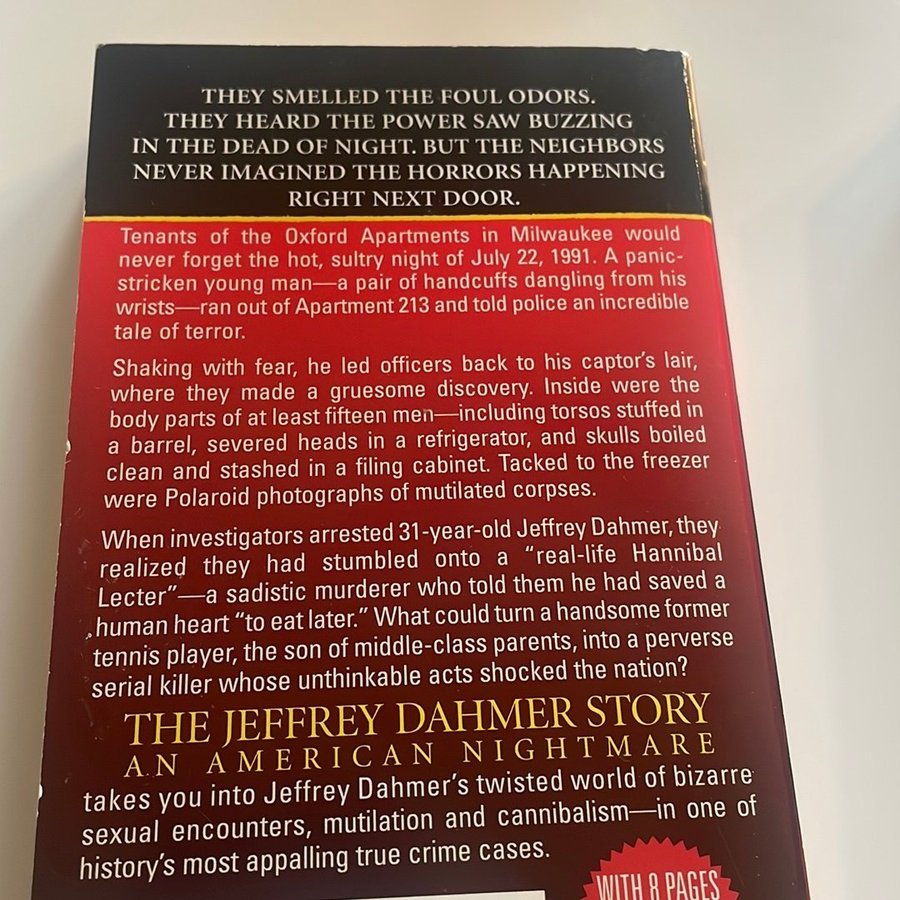 THEY SMELLED THE FOUL ODORS.
THEY HEARD THE POWER SAW BUZZING
IN THE DEAD OF NIGHT. BUT THE NEIGHBORS
NEVER IMAGINED THE HORRORS HAPPENING
RIGHT NEXT DOOR.
Tenants of the Oxford Apartments in Milwaukee would
never forget the hot, sultry night of July 22, 1991. A panic-
stricken young man—a pair of handcuffs dangling from his
wrists—ran out of Apartment 213 and told police an incredible
tale of terror.
Shaking with fear, he led officers back to his captor's lair,
where they made a gruesome discovery. Inside were the
body parts of at least fifteen men—including torsos stuffed in
a barrel, severed heads in a refrigerator, and skulls boiled
clean and stashed in a filing cabinet. Tacked to the freezer
were Polaroid photographs of mutilated corpses.
When investigators arrested 31-year-old Jeffrey Dahmer, they
realized they had stumbled onto a "real-life Hannibal
Lecter"—a sadistic murderer who told them he had saved a
human heart "to eat later." What could turn a handsome former
tennis player, the son of middle-class parents, into a perverse
serial killer whose unthinkable acts shocked the nation?
THE JEFFREY DAHMER STORY
AN AMERICAN NIGHTMARE
takes you into Jeffrey Dahmer's twisted world of bizarre
sexual encounters, mutilation and cannibalism—in one of
history's most appalling true crime cases.
WITH 8 PAGES